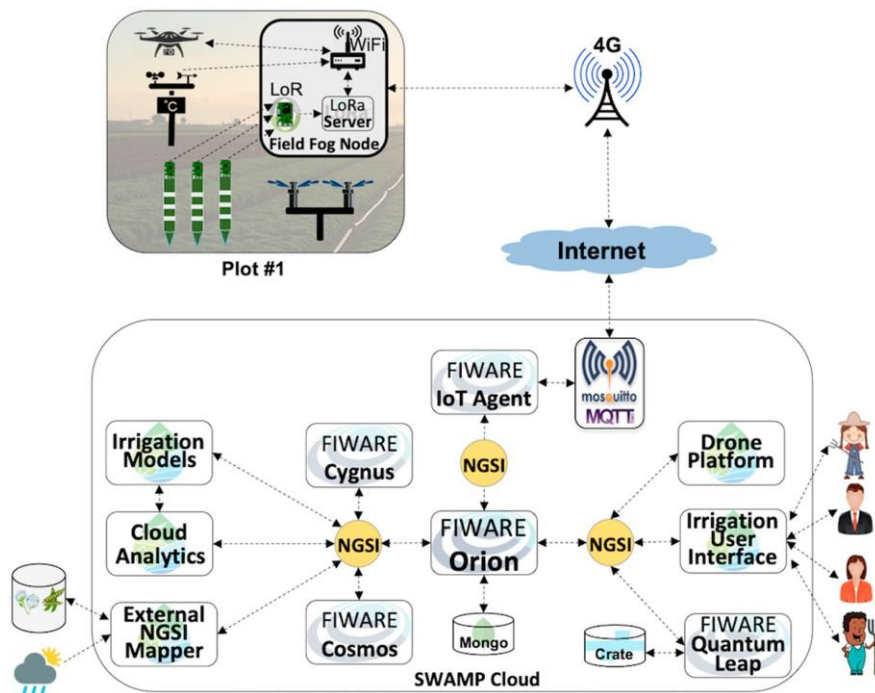 WiFi
4G
°C
LoR
LoRa
Server
Field Fog Node
Plot #1
Internet
FIWARE
IoT Agent
mosquitto
MQTT
Irrigation
Models
FIWARE
Cygnus
NGSI
Drone
Platform
Cloud
Analytics
NGSI
FIWARE
Orion
NGSI
Irrigation
User
Interface
External
NGSI
Mapper
FIWARE
Cosmos
Mongo
Crate
FIWARE
Quantum
Leap
SWAMP Cloud